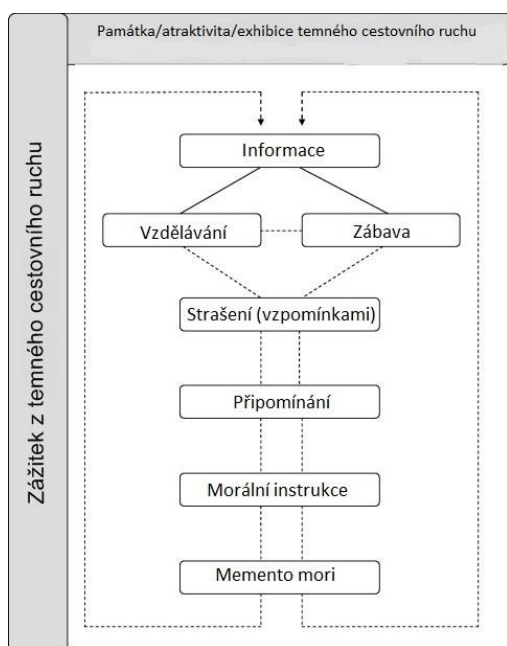 Památka/atraktivita/exhibice temného cestovního ruchu
Zážitek z temného cestovního ruchu
Informace
Vzdělávání
Zábava
Strašení (vzpomínkami)
Připomínání
Morální instrukce
Memento mori